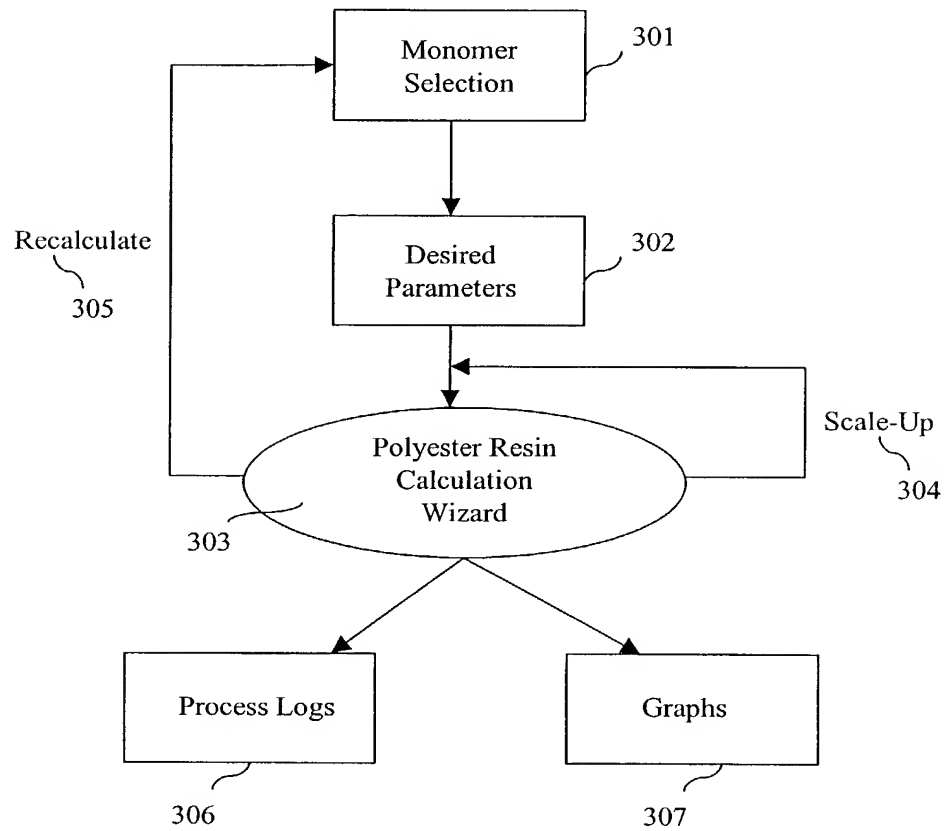 Monomer
Selection
301
Recalculate
305
Desired
Parameters
302
Scale-Up
304
Polyester Resin
Calculation
Wizard
303
Process Logs
306
Graphs
307